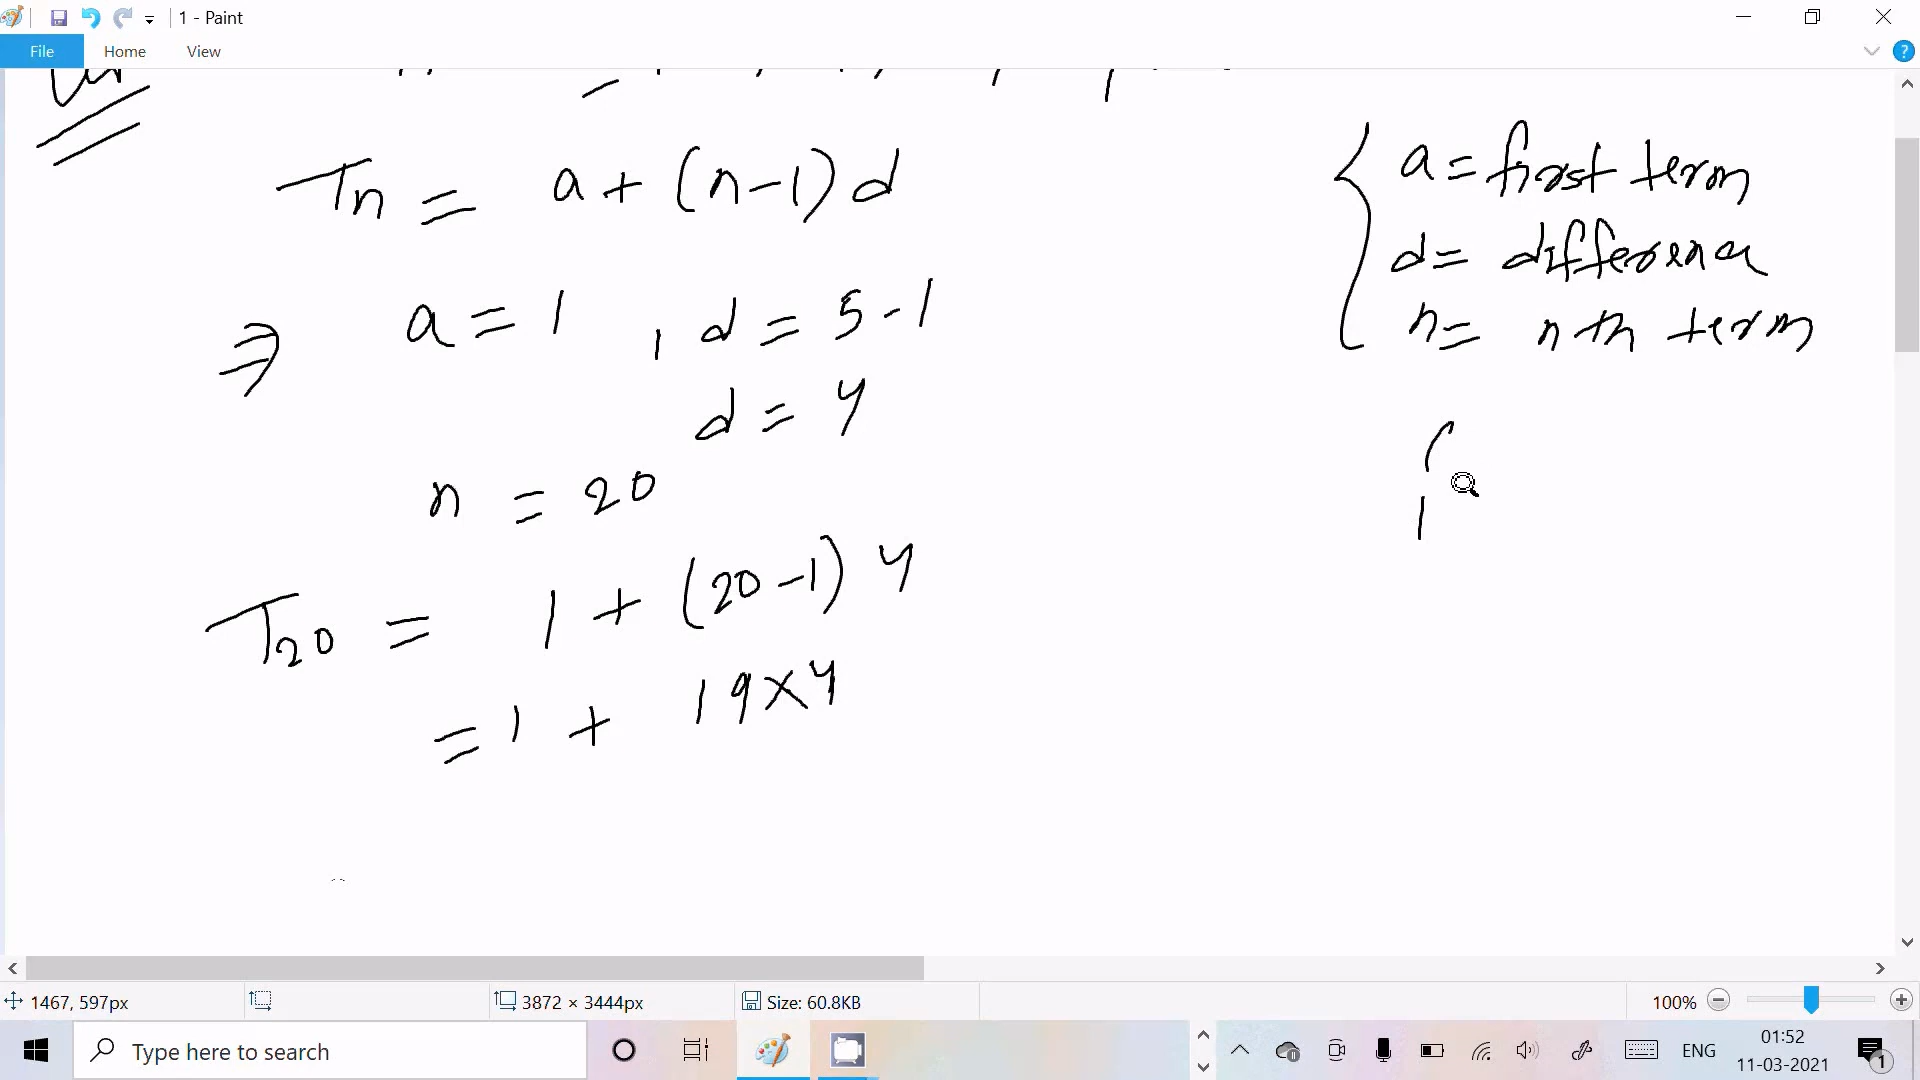 1 - Paint
File Home View
Tn = a + (n-1) d
a = first term
d = difference
n = nth term
⇒ a = 1 , d = 5 - 1
d = 4
n = 20
T20 = 1 + (20-1) 4
= 1 + 19×4
1467, 597px 3872 × 3444px Size: 60.8KB 100%
Type here to search
ENG
01:52
11-03-2021
1